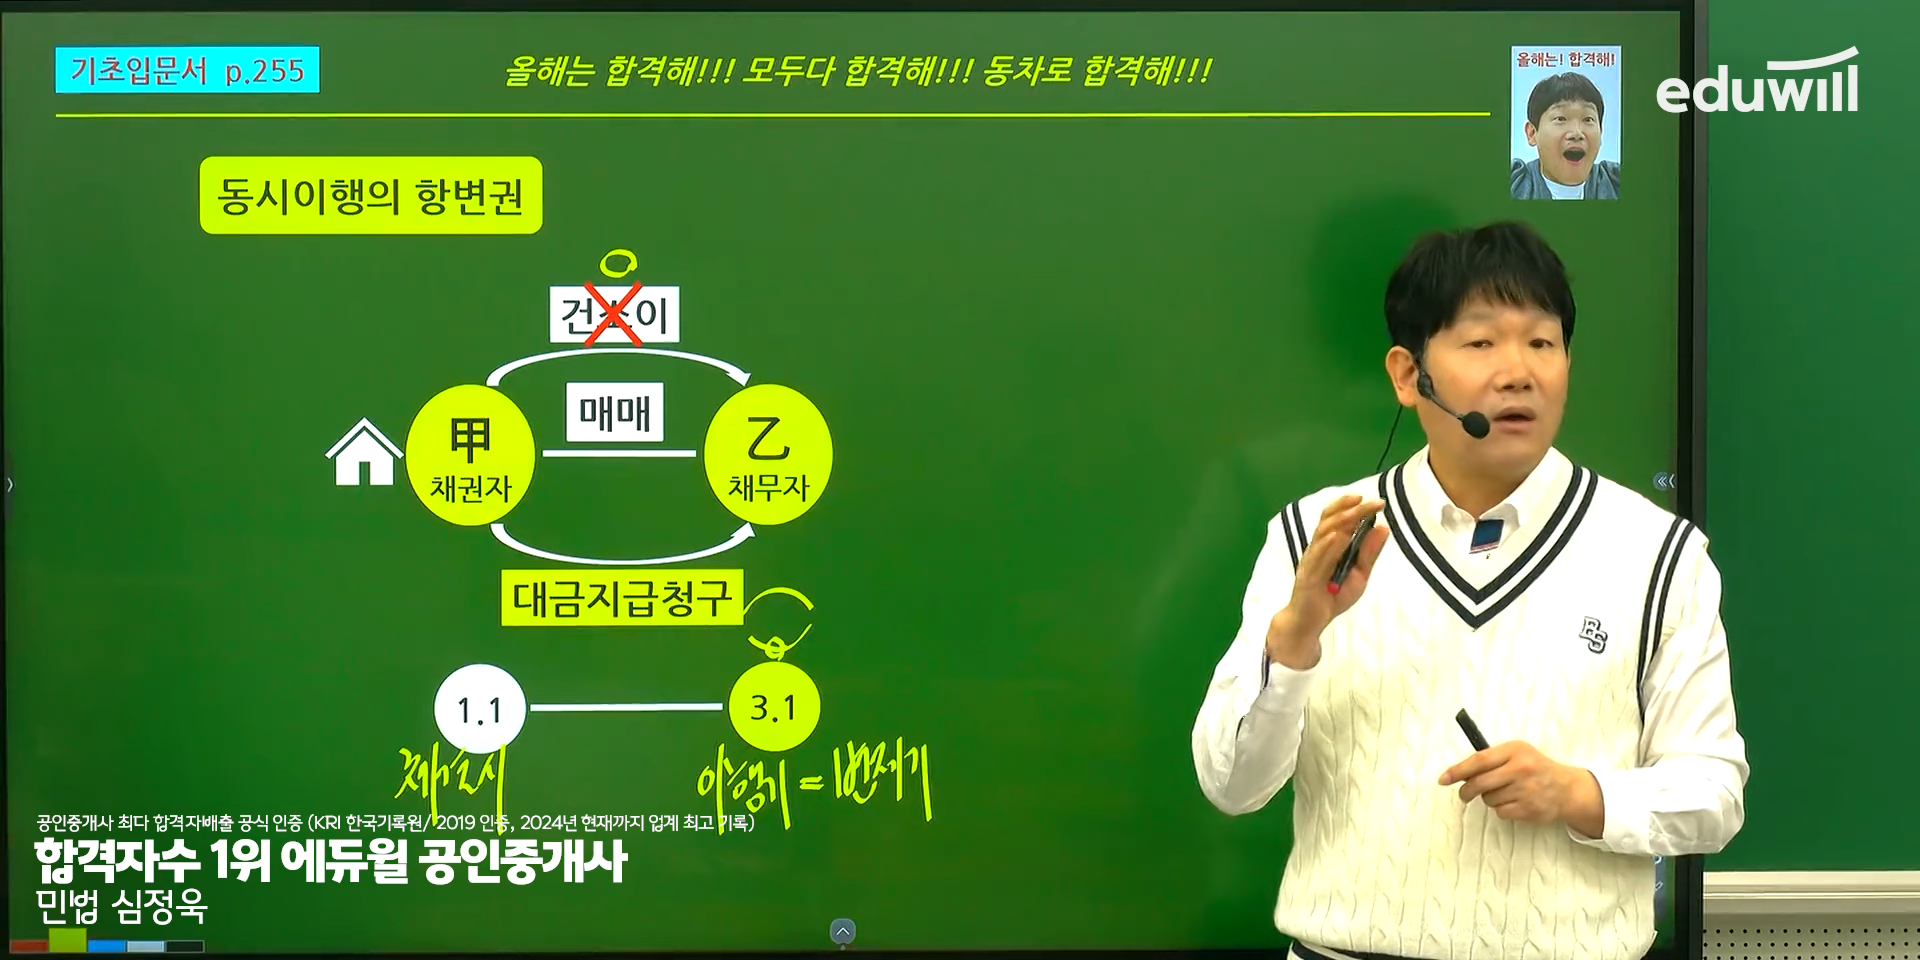 기초입문서 p.255
올해는 합격해!!! 모두다 합격해!!! 동차로 합격해!!!
올해는! 합격해!
eduwill
동시이행의 항변권
건소이
매매
甲
채권자
乙
채무자
대금지급청구
1.1
3.1
이행기 = 변제기
ES
공인중개사 최다 합격자배출 공식 인증 (KRI 한국기록원/ 2019 인증, 2024년 현재까지 업계 최고 기록)
합격자수 1위 에듀윌 공인중개사
민법 심정욱